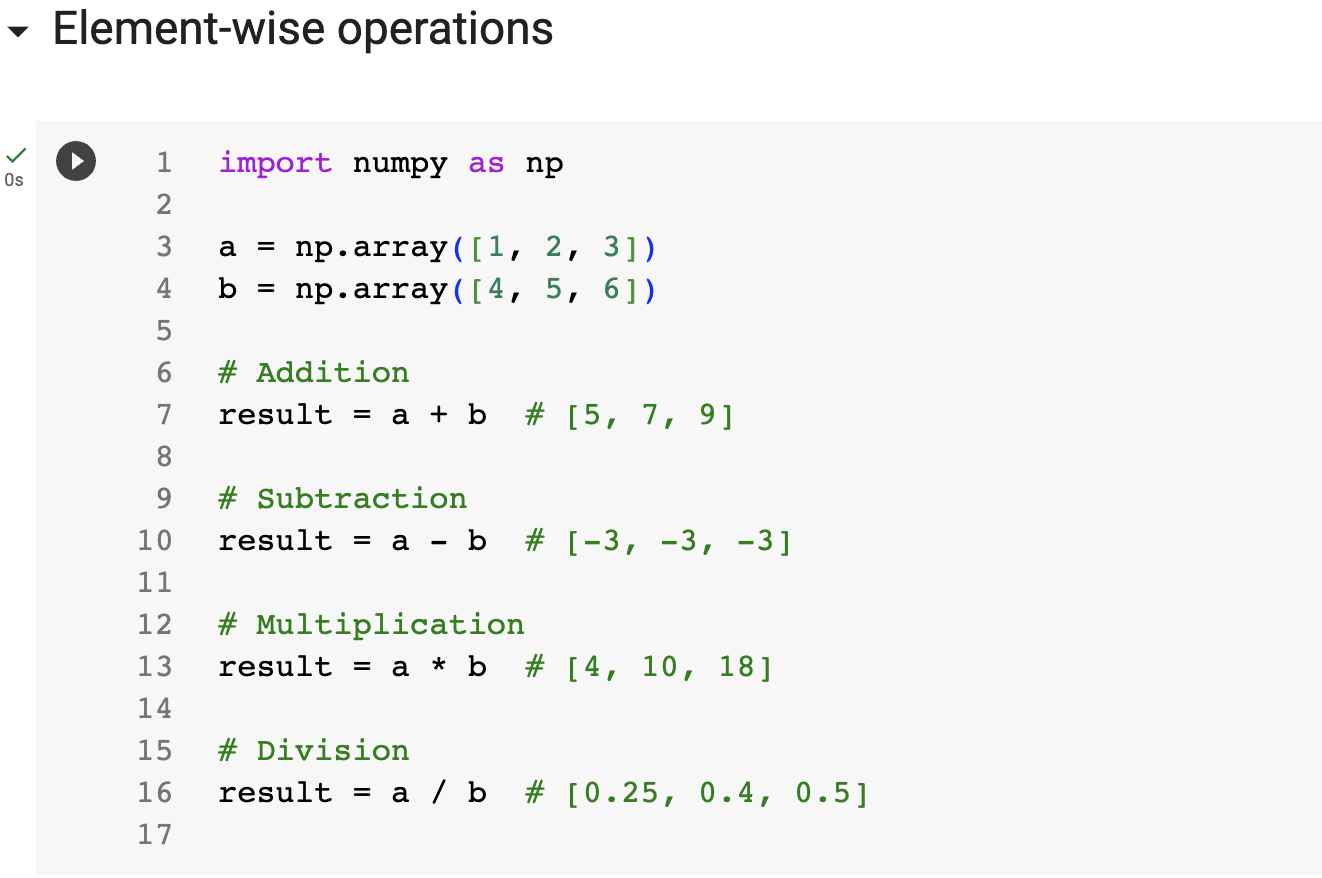 Element-wise operations
0s
1 import numpy as np
2
3 a = np.array([1, 2, 3])
4 b = np.array([4, 5, 6])
5
6 # Addition
7 result = a + b  # [5, 7, 9]
8
9 # Subtraction
10 result = a - b  # [-3, -3, -3]
11
12 # Multiplication
13 result = a * b  # [4, 10, 18]
14
15 # Division
16 result = a / b  # [0.25, 0.4, 0.5]
17